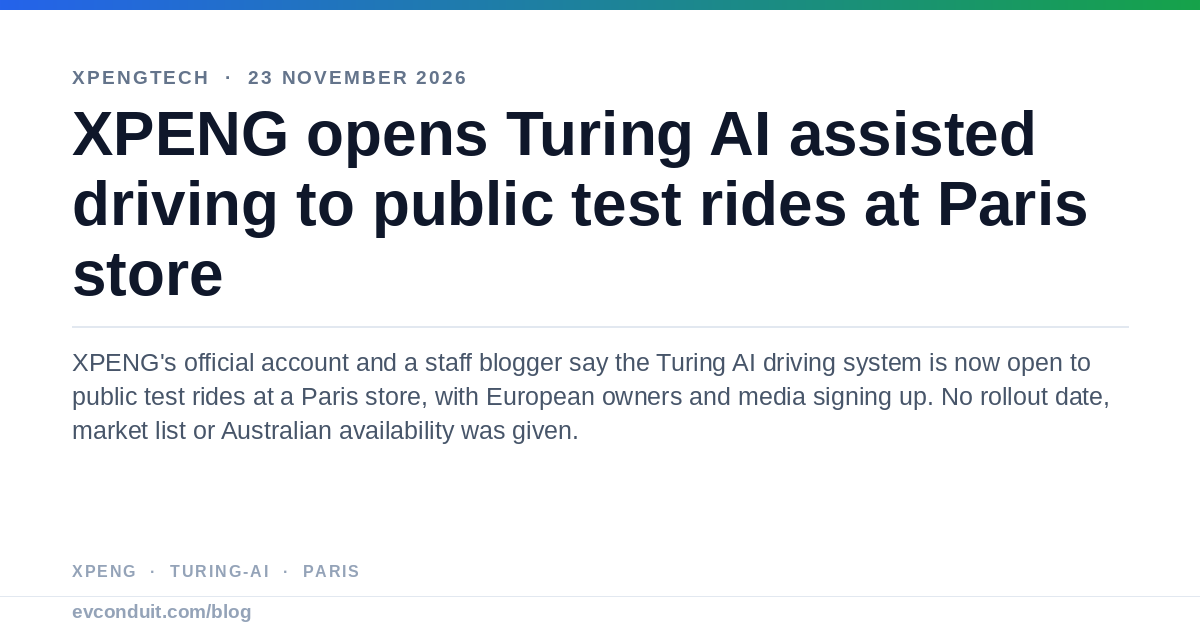 XPENGTECH · 23 NOVEMBER 2026
XPENG opens Turing AI assisted
driving to public test rides at Paris
store
XPENG's official account and a staff blogger say the Turing AI driving system is now open to
public test rides at a Paris store, with European owners and media signing up. No rollout date,
market list or Australian availability was given.
XPENG · TURING-AI · PARIS
evconduit.com/blog